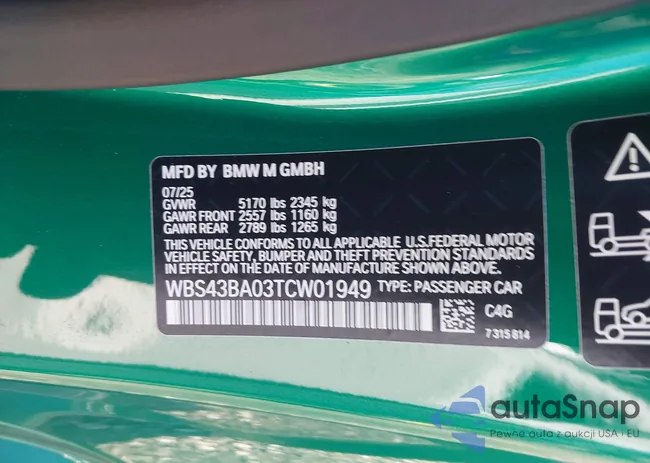 MFD BY BMW M GMBH
07/25
GVWR 5170 lbs 2345 kg
GAWR FRONT 2557 lbs 1160 kg
GAWR REAR 2789 lbs 1265 kg
THIS VEHICLE CONFORMS TO ALL APPLICABLE U.S.FEDERAL MOTOR
VEHICLE SAFETY, BUMPER AND THEFT PREVENTION STANDARDS
IN EFFECT ON THE DATE OF MANUFACTURE SHOWN ABOVE.
WBS43BA03TCW01949 TYPE: PASSENGER CAR
C4G
7315814
autaSnap
Pewne auta z aukcji USA i EU